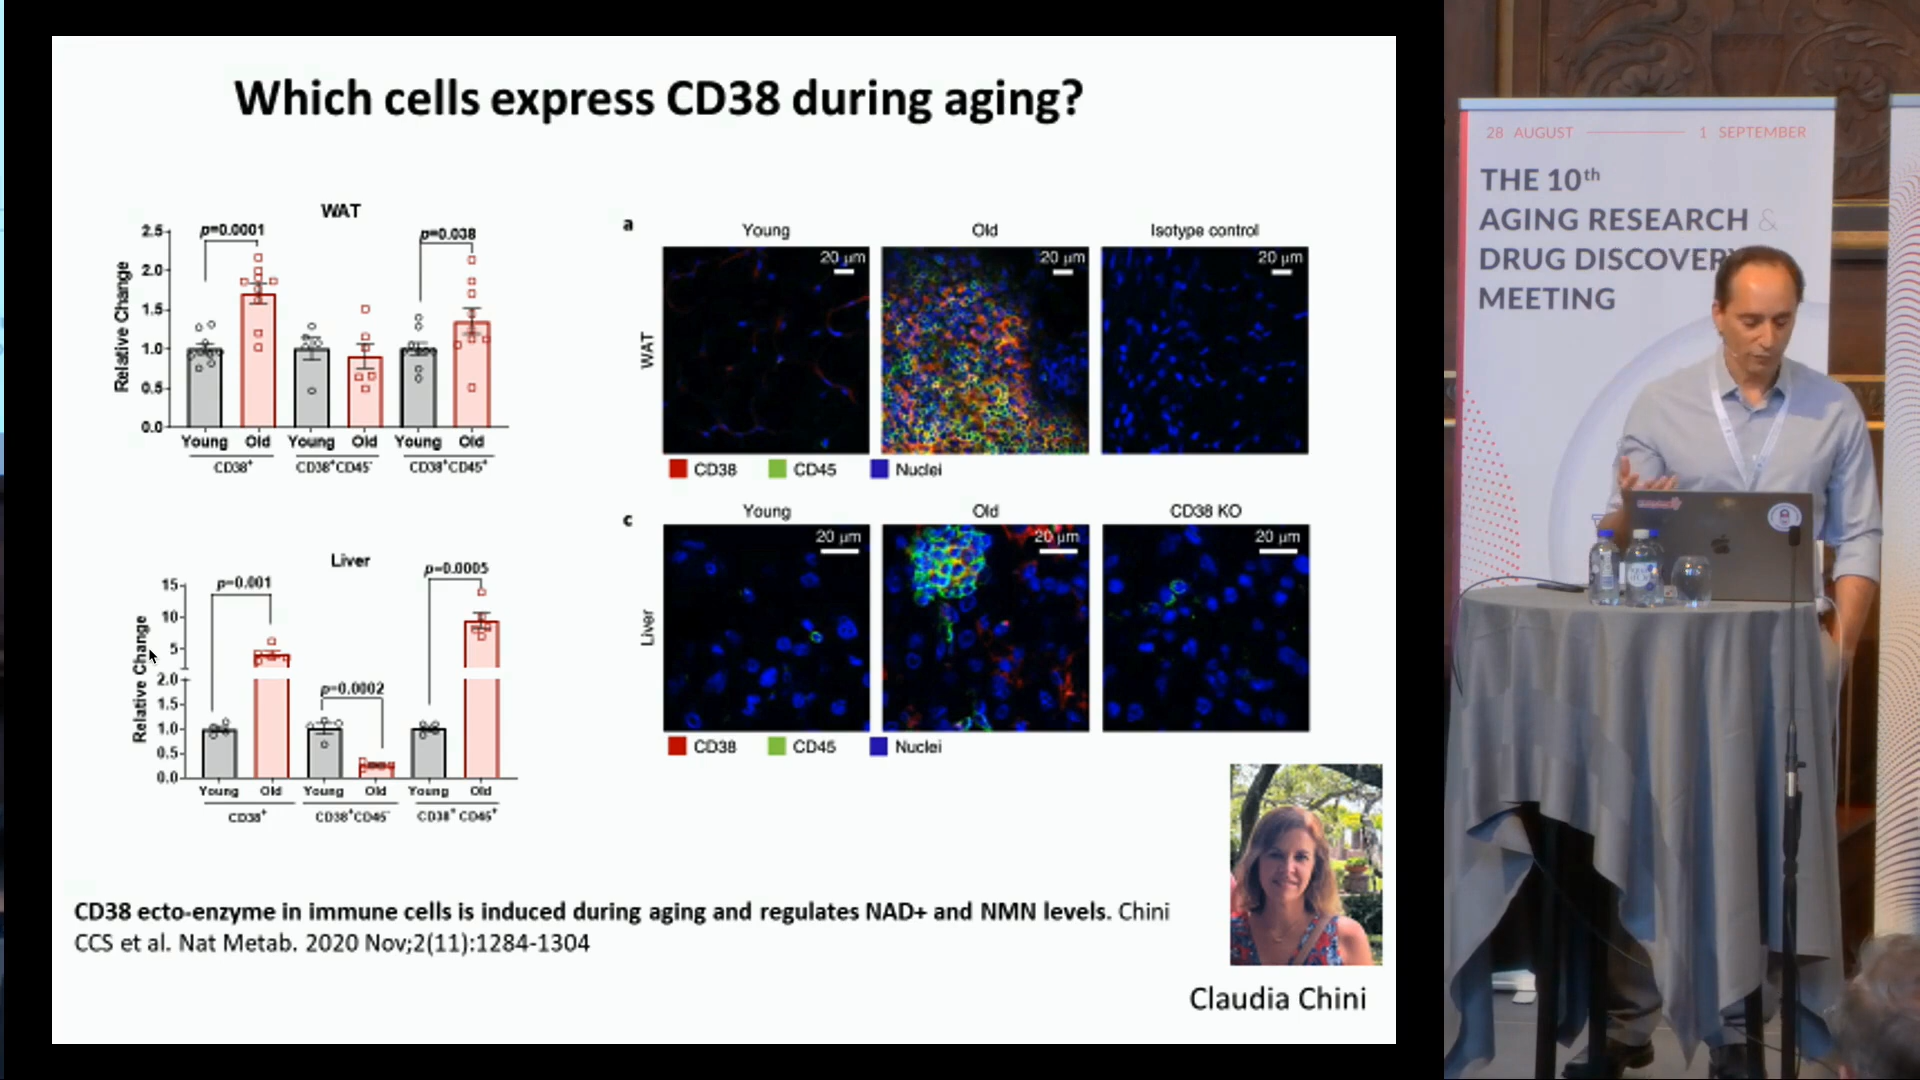 Which cells express CD38 during aging?
WAT
p=0.0001
p=0.038
Relative Change
2.5
2.0
1.5
1.0
0.5
0.0
Young Old Young Old Young Old
CD38⁺ CD38⁺CD45⁻ CD38⁺CD45⁺
Liver
p=0.001
p=0.0002
p=0.0005
Relative Change
15
10
5
2.0
1.5
1.0
0.5
0.0
Young Old Young Old Young Old
CD38⁺ CD38⁺CD45⁻ CD38⁺CD45⁺
a
Young Old Isotype control
20 µm 20 µm 20 µm
WAT
CD38 CD45 Nuclei
c
Young Old CD38 KO
20 µm 20 µm 20 µm
Liver
CD38 CD45 Nuclei
CD38 ecto-enzyme in immune cells is induced during aging and regulates NAD+ and NMN levels. Chini
CCS et al. Nat Metab. 2020 Nov;2(11):1284-1304
Claudia Chini
28 AUGUST 1 SEPTEMBER
THE 10th
AGING RESEARCH &
DRUG DISCOVERY
MEETING